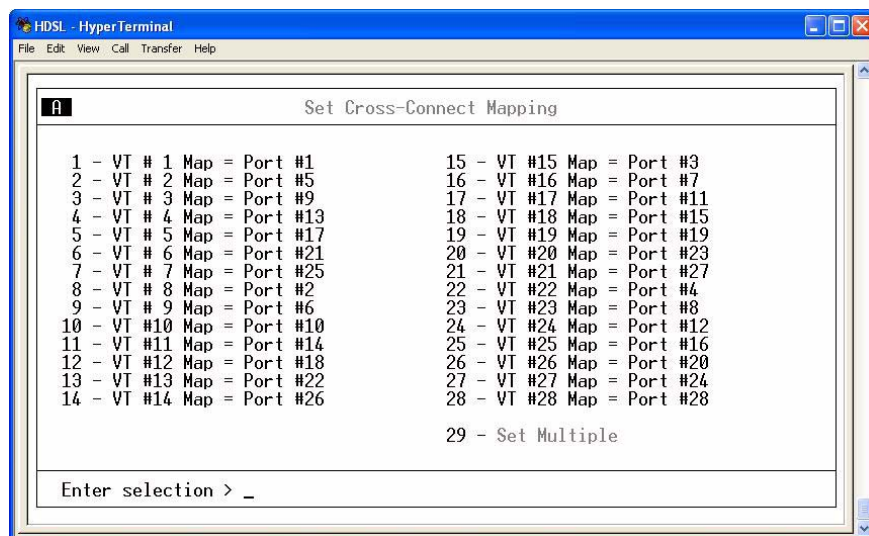 HDSL - HyperTerminal
File Edit View Call Transfer Help
A
Set Cross-Connect Mapping
1 - VT # 1 Map = Port #1
2 - VT # 2 Map = Port #5
3 - VT # 3 Map = Port #9
4 - VT # 4 Map = Port #13
5 - VT # 5 Map = Port #17
6 - VT # 6 Map = Port #21
7 - VT # 7 Map = Port #25
8 - VT # 8 Map = Port #2
9 - VT # 9 Map = Port #6
10 - VT #10 Map = Port #10
11 - VT #11 Map = Port #14
12 - VT #12 Map = Port #18
13 - VT #13 Map = Port #22
14 - VT #14 Map = Port #26
15 - VT #15 Map = Port #3
16 - VT #16 Map = Port #7
17 - VT #17 Map = Port #11
18 - VT #18 Map = Port #15
19 - VT #19 Map = Port #19
20 - VT #20 Map = Port #23
21 - VT #21 Map = Port #27
22 - VT #22 Map = Port #4
23 - VT #23 Map = Port #8
24 - VT #24 Map = Port #12
25 - VT #25 Map = Port #16
26 - VT #26 Map = Port #20
27 - VT #27 Map = Port #24
28 - VT #28 Map = Port #28
29 - Set Multiple
Enter selection > _